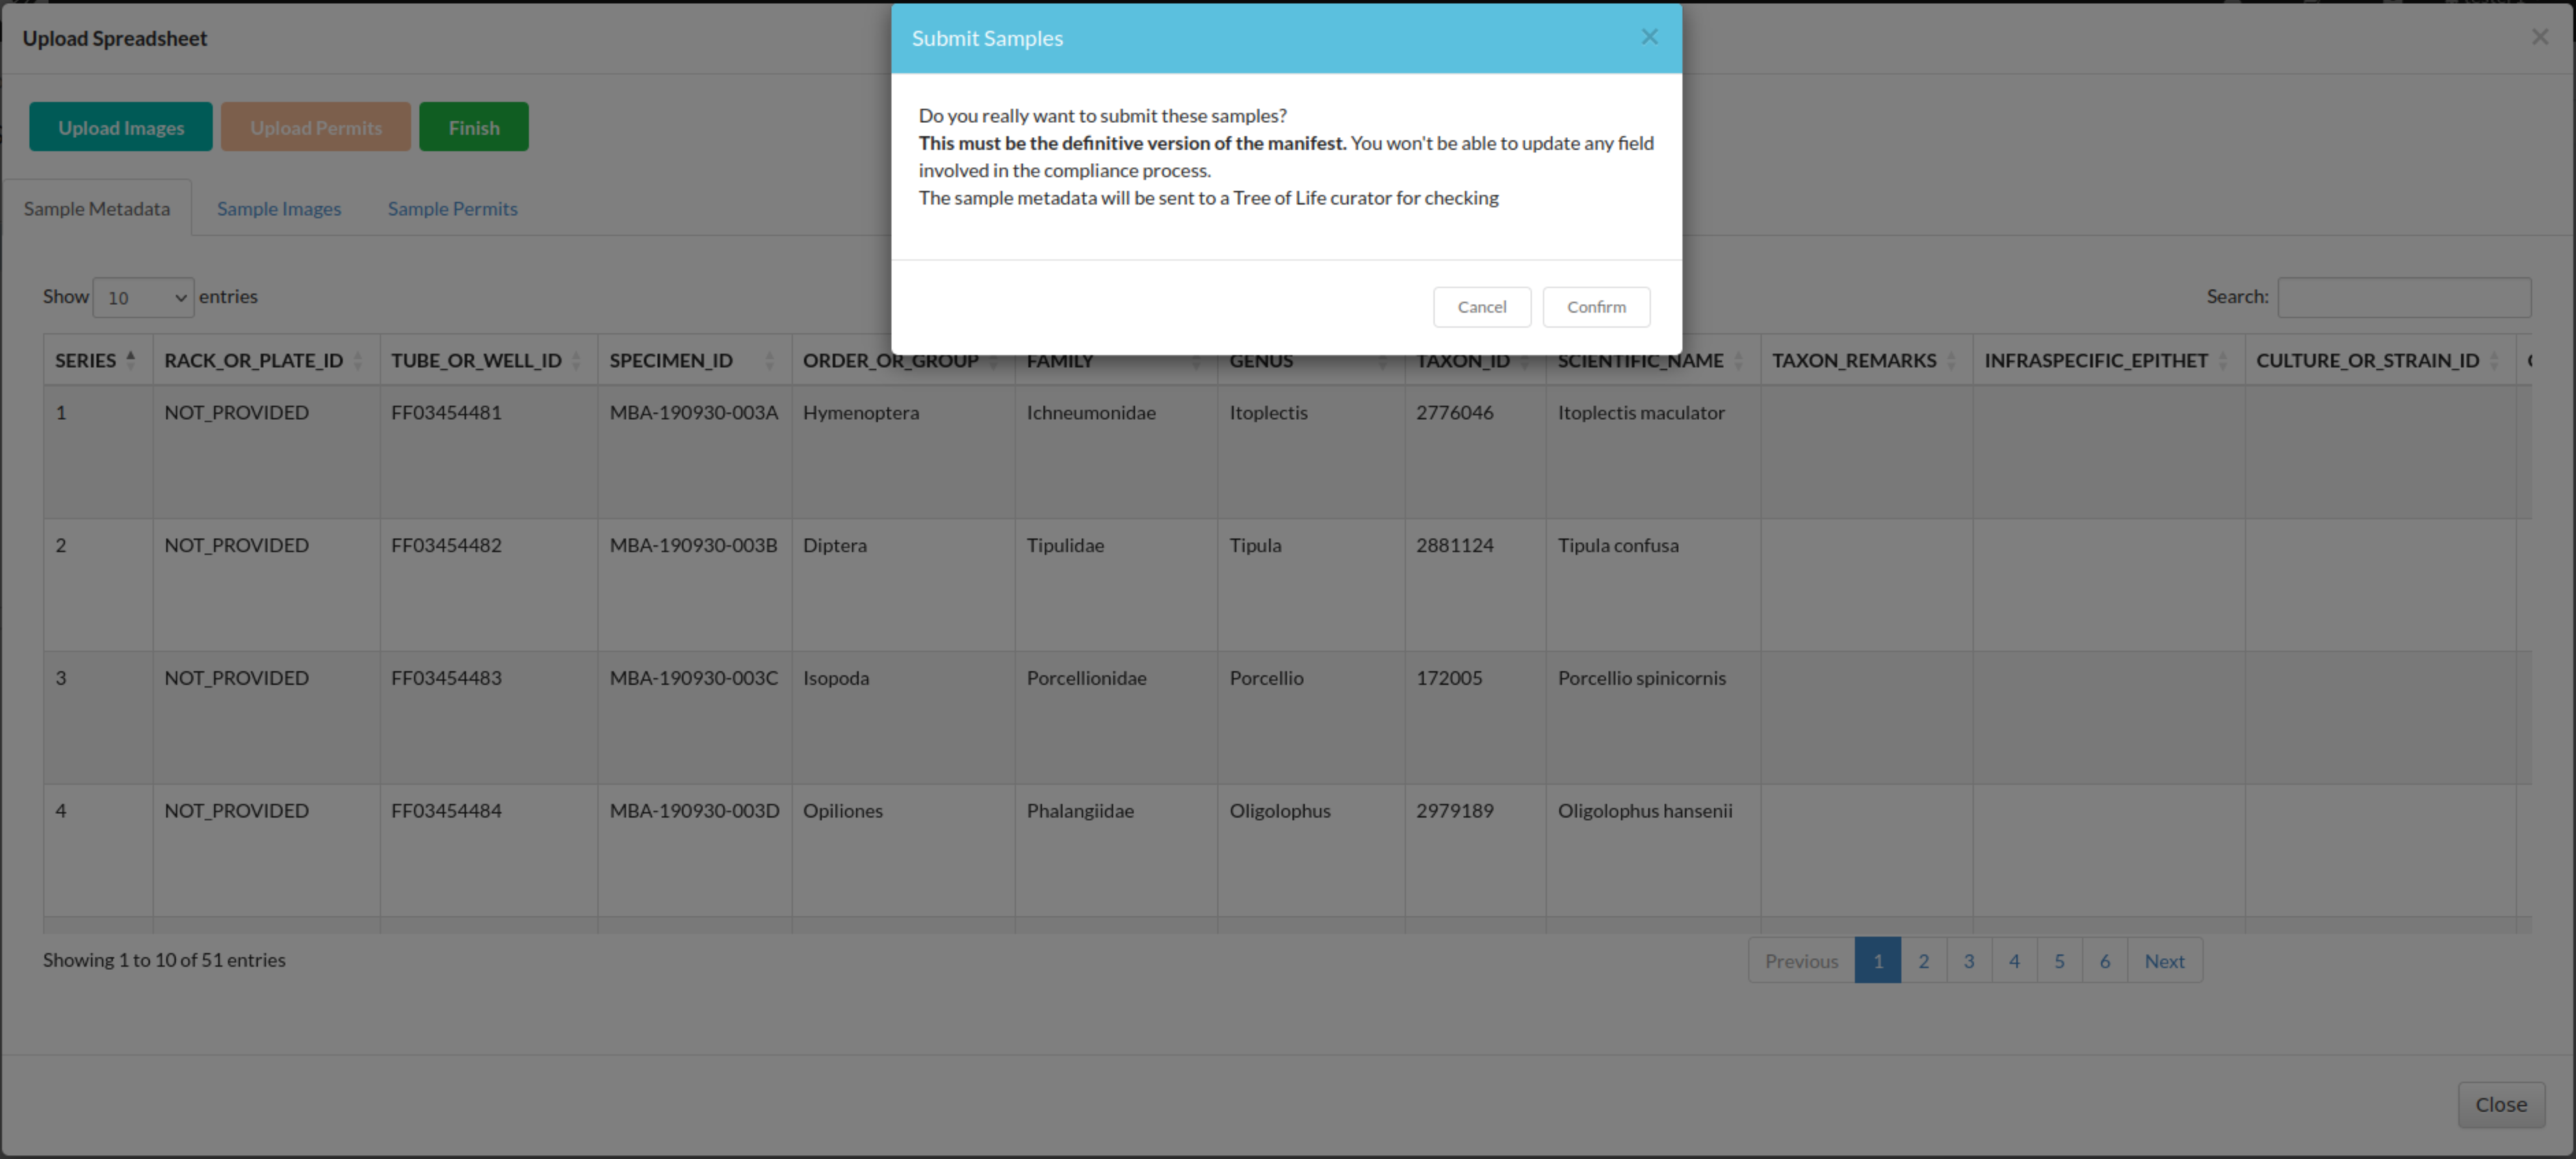 Upload Spreadsheet
Submit Samples
Upload Images Upload Permits Finish
Do you really want to submit these samples?
This must be the definitive version of the manifest. You won't be able to update any field
involved in the compliance process.
The sample metadata will be sent to a Tree of Life curator for checking
Cancel Confirm
Sample Metadata Sample Images Sample Permits
Show 10 entries Search:
SERIES RACK_OR_PLATE_ID TUBE_OR_WELL_ID SPECIMEN_ID ORDER_OR_GROUP FAMILY GENUS TAXON_ID SCIENTIFIC_NAME TAXON_REMARKS INFRASPECIFIC_EPITHET CULTURE_OR_STRAIN_ID
1 NOT_PROVIDED FF03454481 MBA-190930-003A Hymenoptera Ichneumonidae Itoplectis 2776046 Itoplectis maculator
2 NOT_PROVIDED FF03454482 MBA-190930-003B Diptera Tipulidae Tipula 2881124 Tipula confusa
3 NOT_PROVIDED FF03454483 MBA-190930-003C Isopoda Porcellionidae Porcellio 172005 Porcellio spinicornis
4 NOT_PROVIDED FF03454484 MBA-190930-003D Opiliones Phalangiidae Oligolophus 2979189 Oligolophus hansenii
Showing 1 to 10 of 51 entries Previous 1 2 3 4 5 6 Next
Close